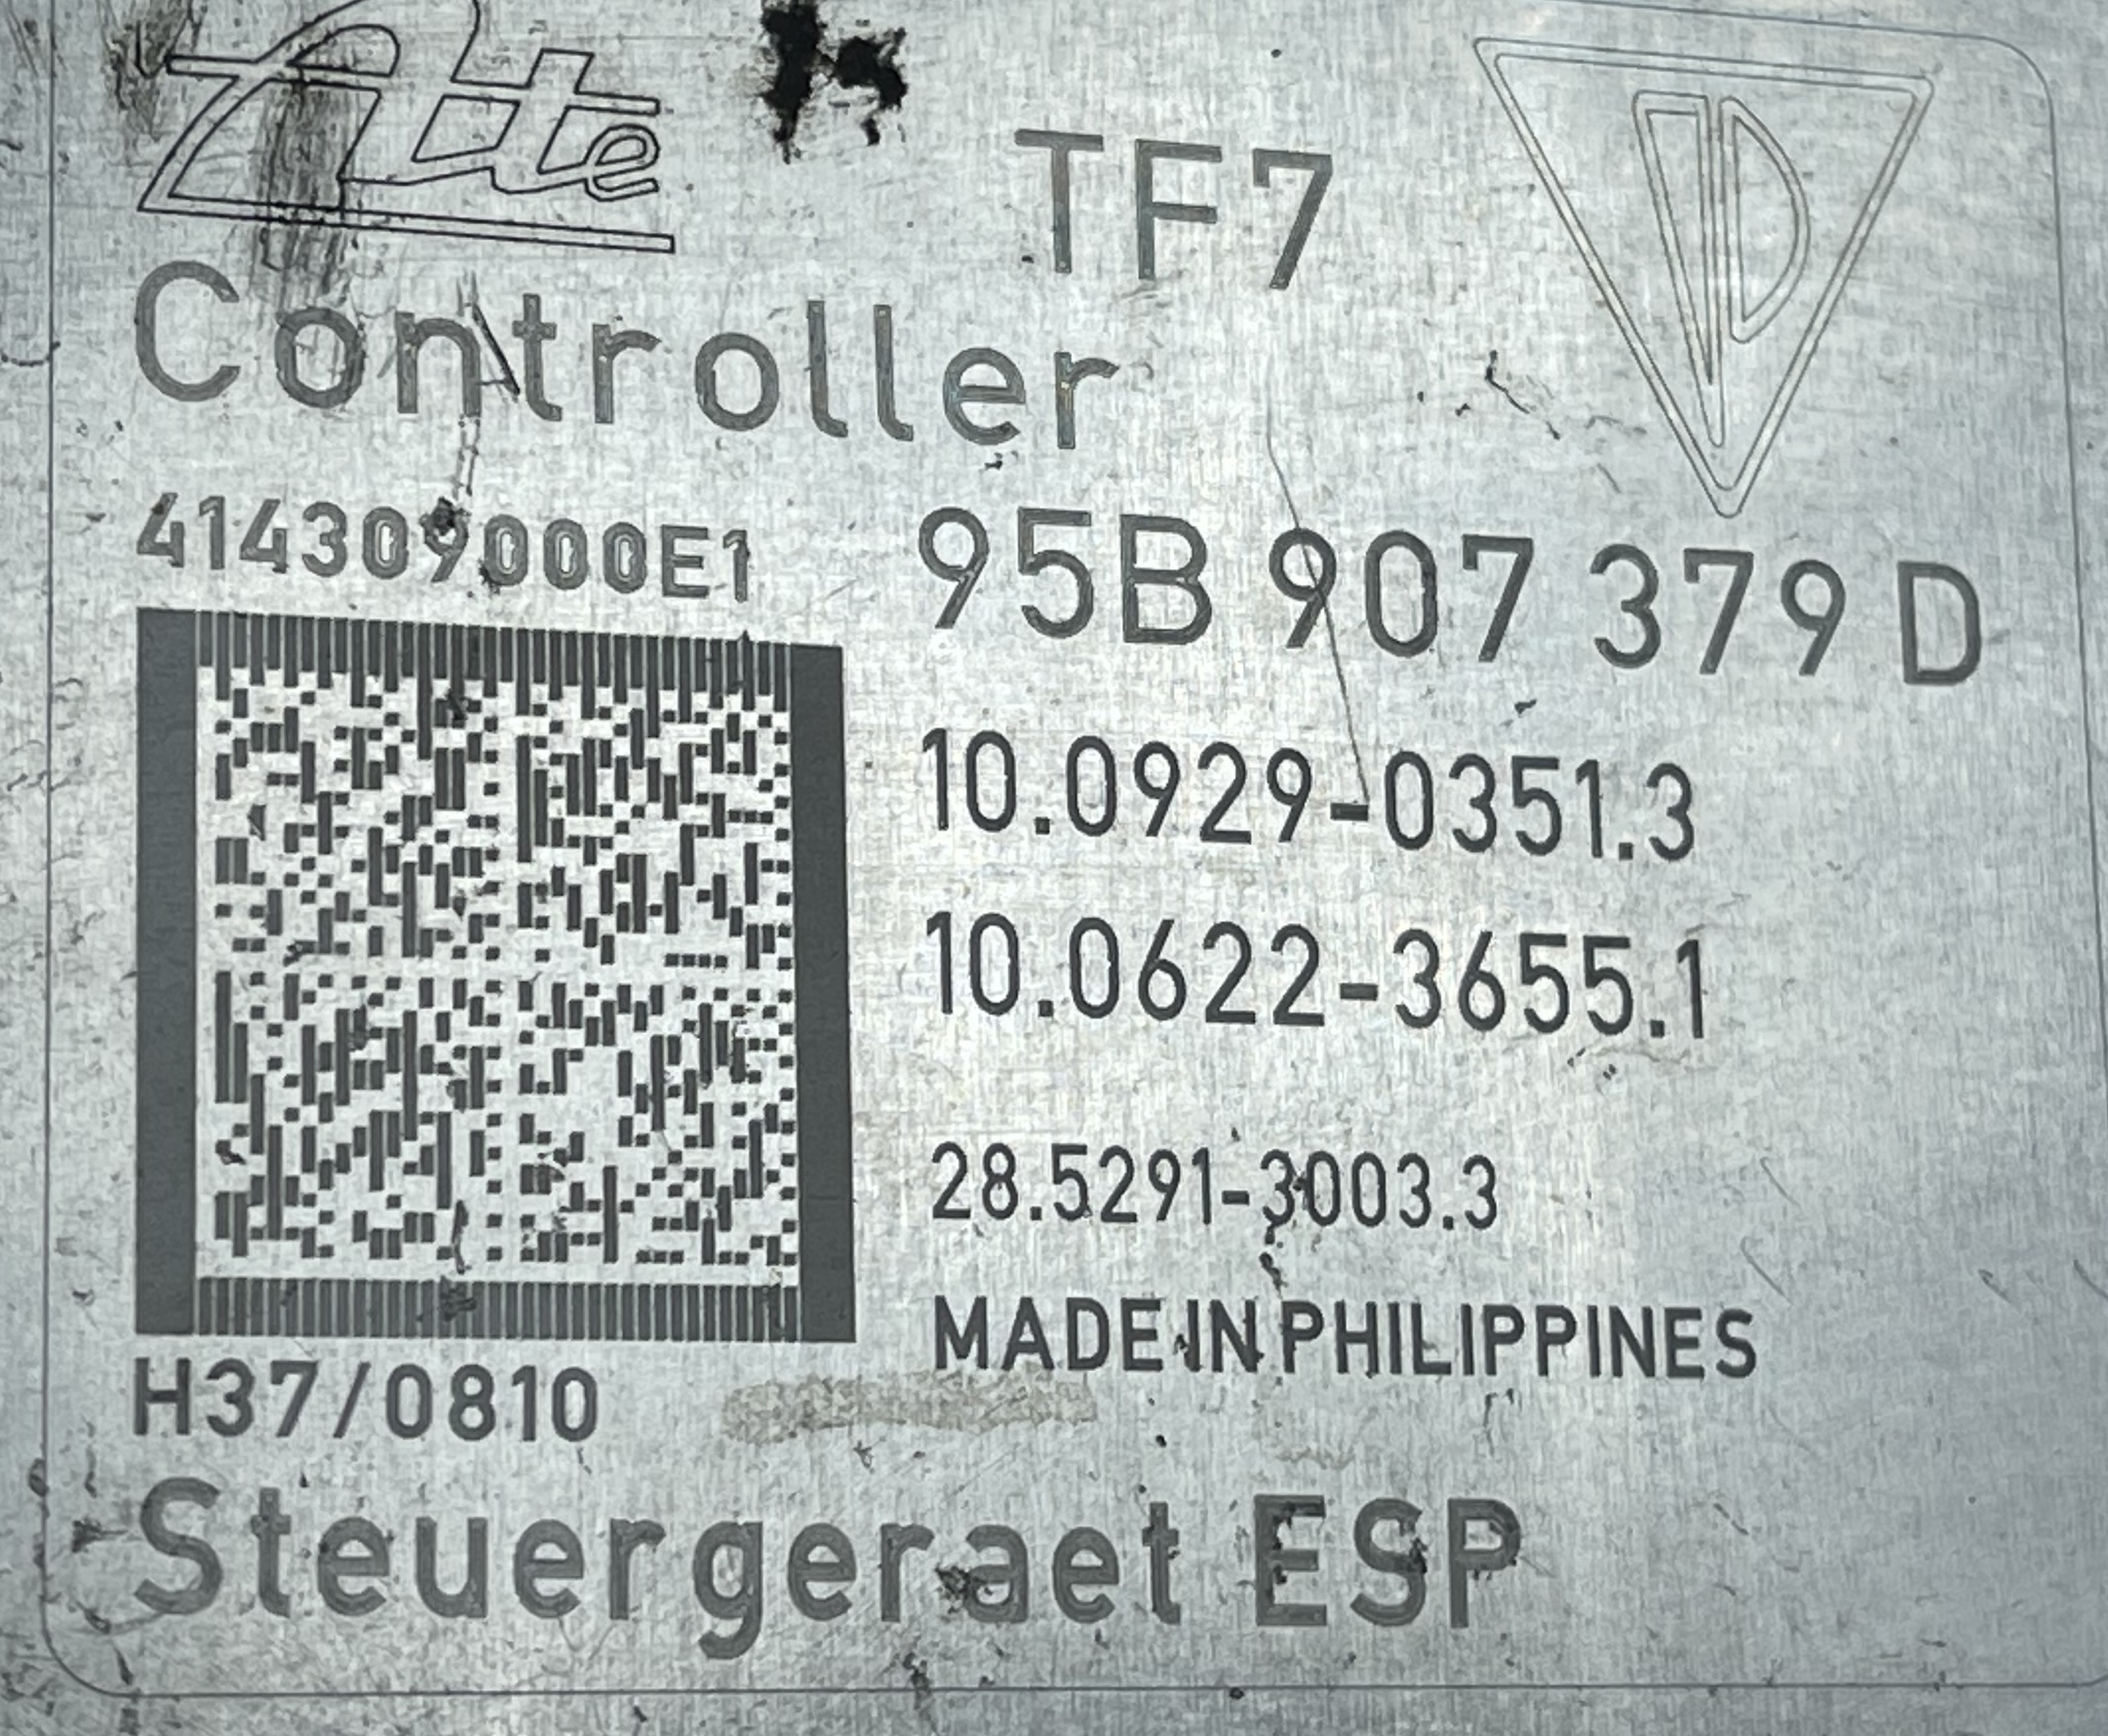 Ate
TF7
Controller
414309000E1
95B 907 379 D
10.0929-0351.3
10.0622-3655.1
28.5291-3003.3
MADE IN PHILIPPINES
H37/0810
Steuergeraet ESP